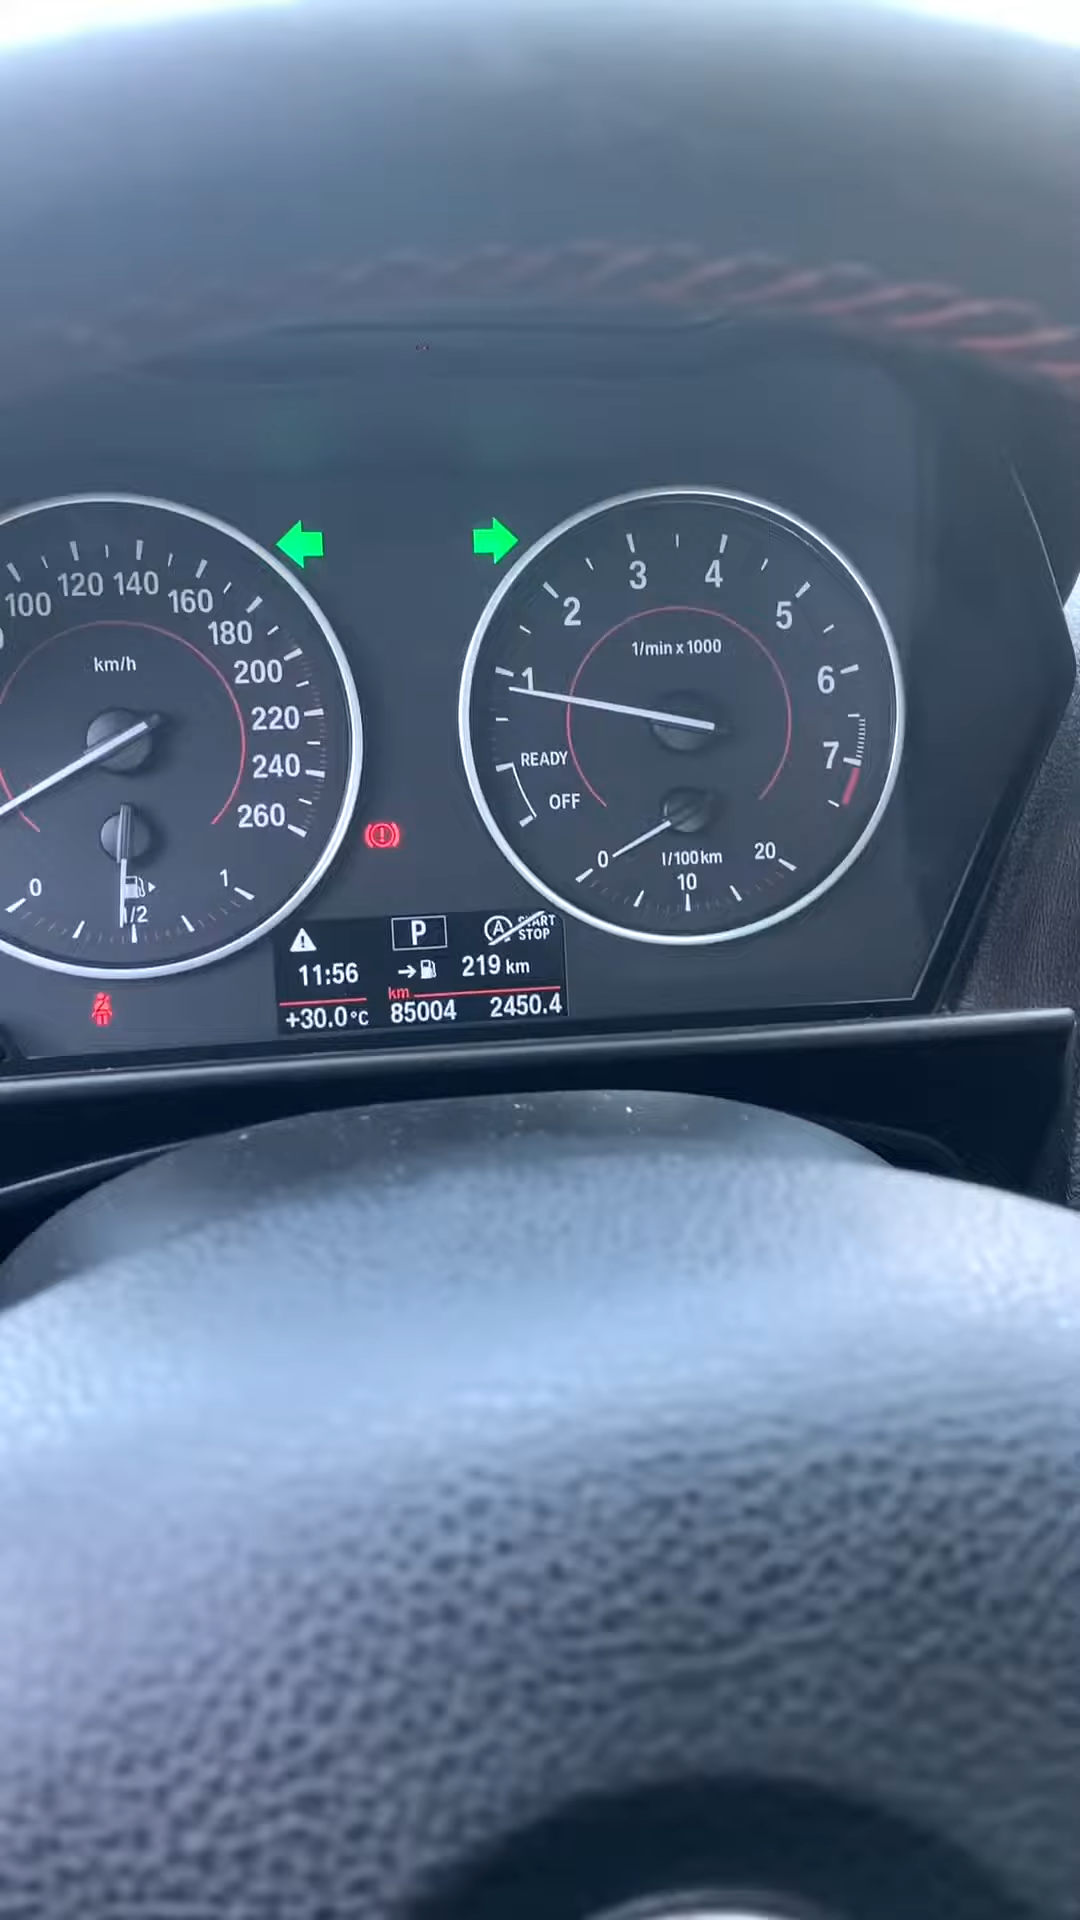 100 120 140 160 180 200 220 240 260
km/h
0 1/2 1
1 2 3 4 5 6 7
1/min x 1000
READY
OFF
0 10 20
l/100km
P
A START STOP
11:56
219 km
km
+30.0°C 85004 2450.4